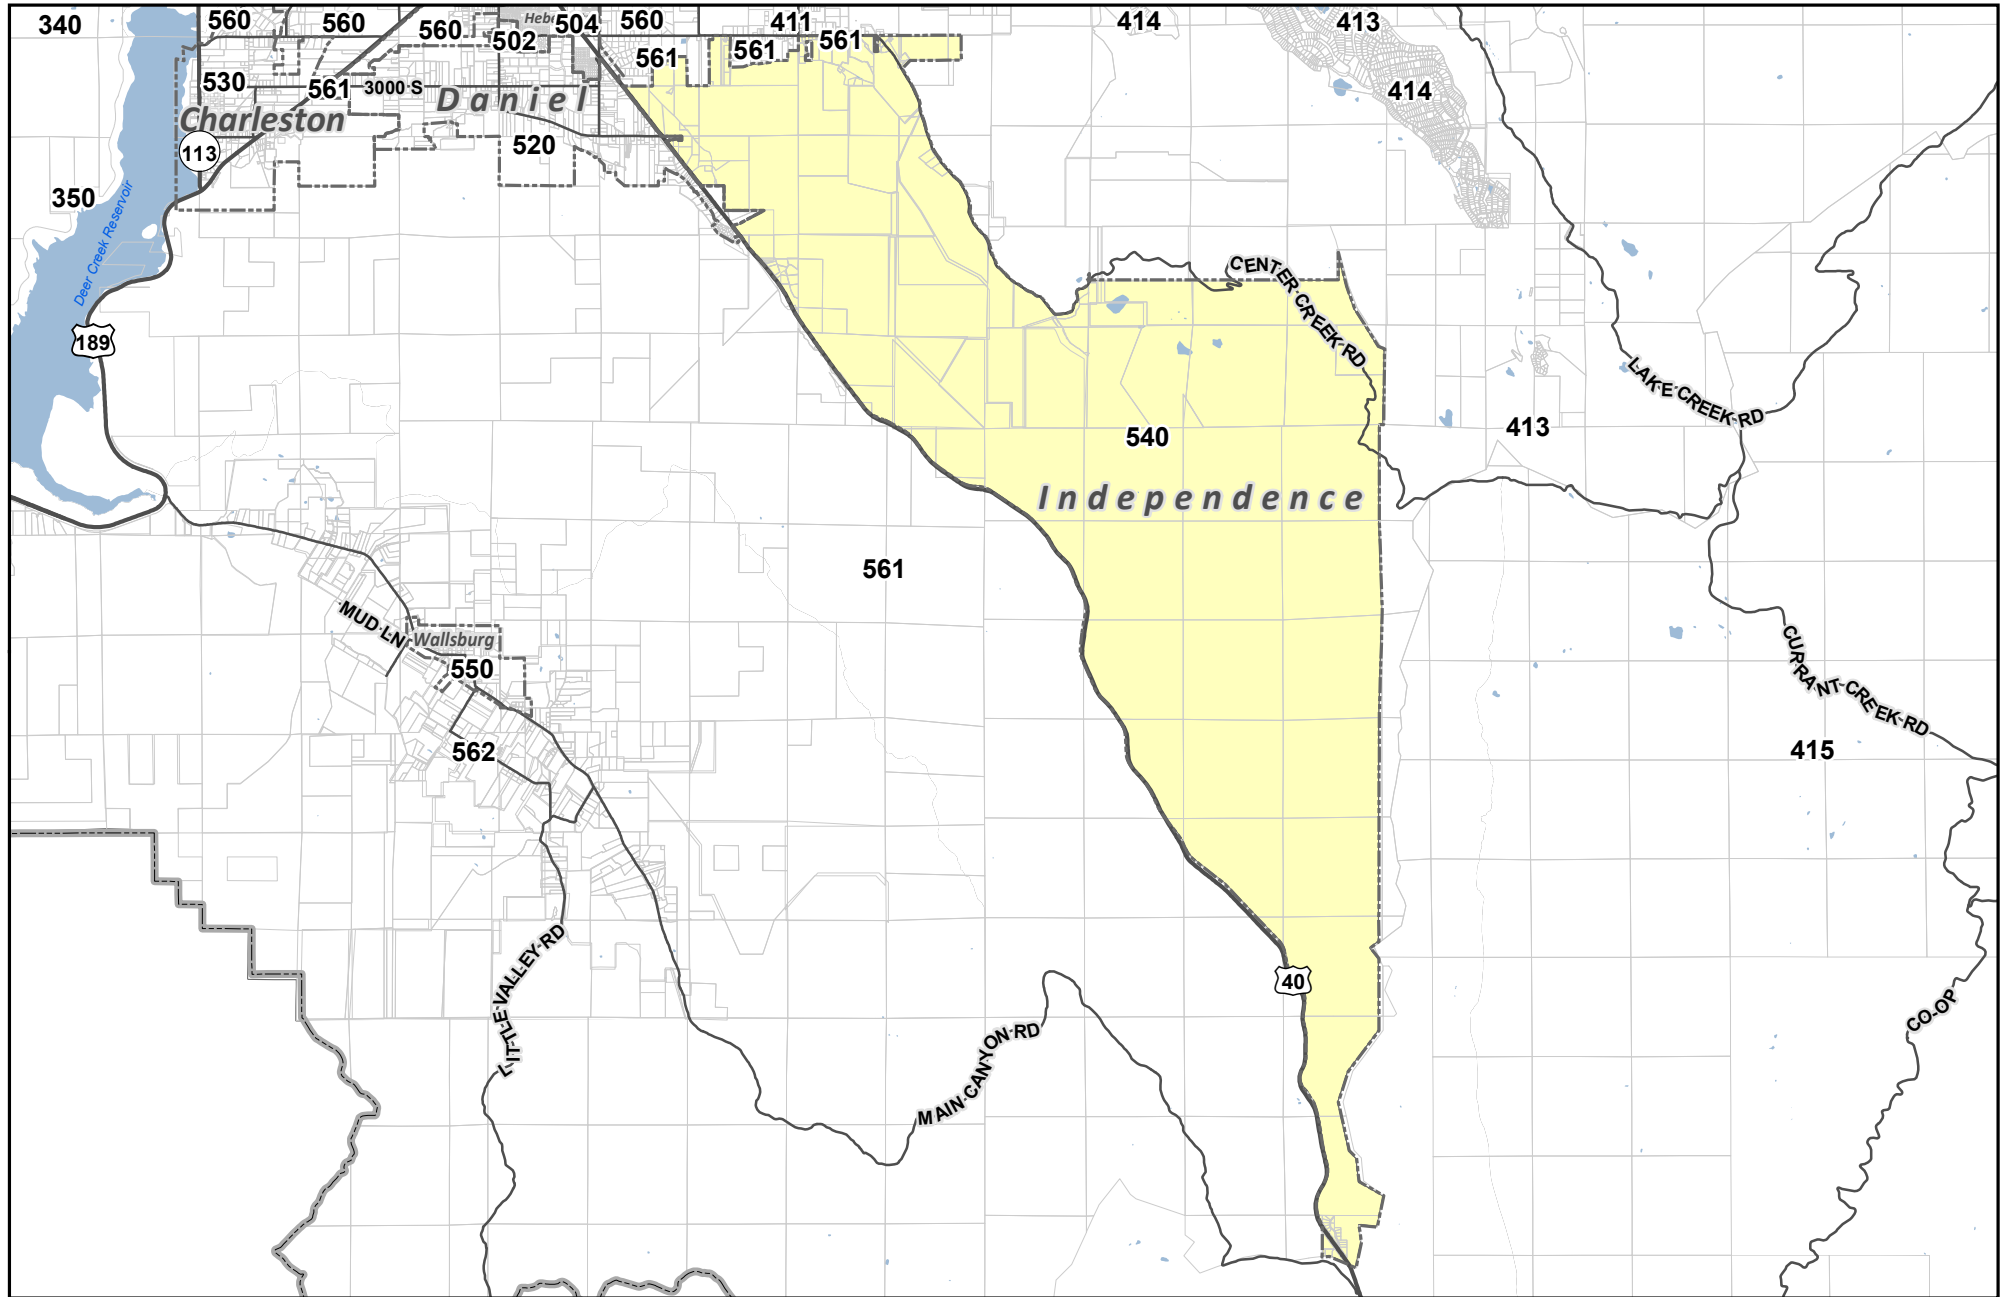 340
560
560
560
Hebe
504
560
411
414
413
502
561
561
561
530
561
3000 S
Daniel
414
Charleston
113
520
350
Deer Creek Reservoir
CENTER CREEK RD
189
LAKE CREEK RD
540
413
Independence
561
MUD LN
Wallsburg
550
CURRANT CREEK RD
562
415
LITTLE VALLEY RD
40
CO-OP
MAIN CANYON RD